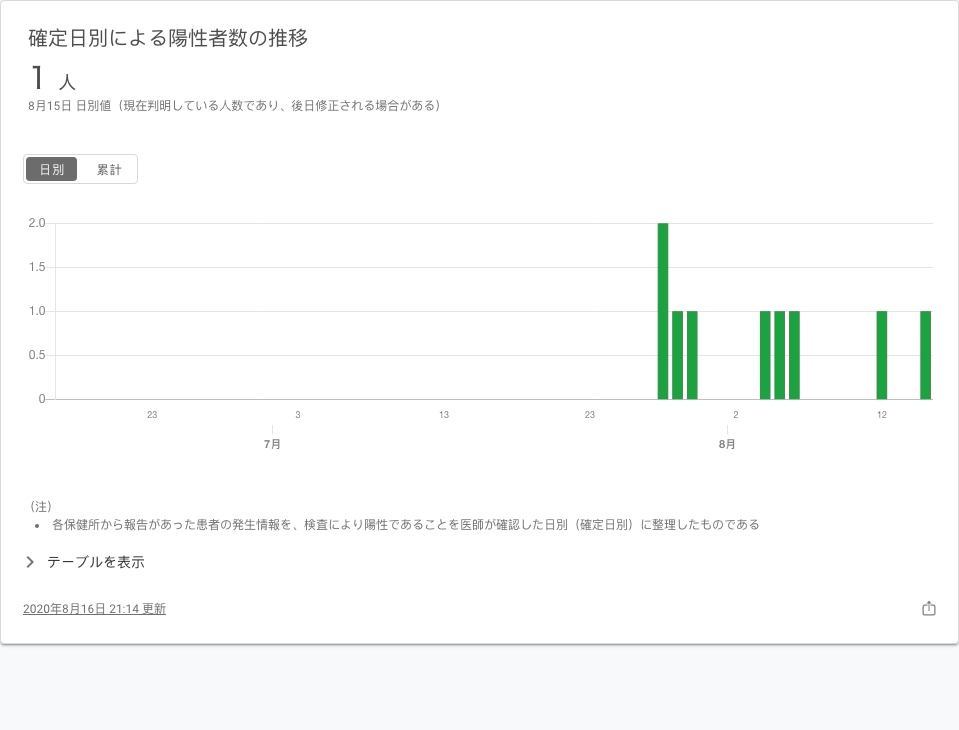 確定日別による陽性者数の推移
1 人
8月15日 日別値（現在判明している人数であり、後日修正される場合がある）
日別 累計
2.0
1.5
1.0
0.5
0
23 3 13 23 2 12
7月 8月
（注）
• 各保健所から報告があった患者の発生情報を、検査により陽性であることを医師が確認した日別（確定日別）に整理したものである
テーブルを表示
2020年8月16日 21:14 更新